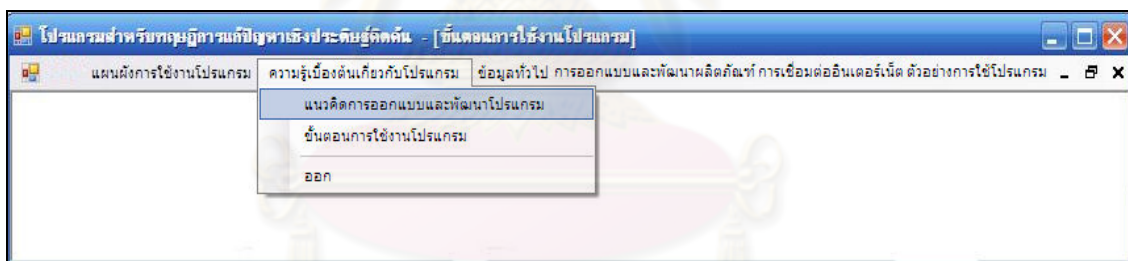 โปรแกรมสำหรับทฤษฎีการแก้ปัญหาเชิงประดิษฐ์คิดค้น - [ขั้นตอนการใช้งานโปรแกรม]
แผนผังการใช้งานโปรแกรม ความรู้เบื้องต้นเกี่ยวกับโปรแกรม ข้อมูลทั่วไป การออกแบบและพัฒนาผลิตภัณฑ์ การเชื่อมต่ออินเตอร์เน็ต ตัวอย่างการใช้โปรแกรม
แนวคิดการออกแบบและพัฒนาโปรแกรม
ขั้นตอนการใช้งานโปรแกรม
ออก